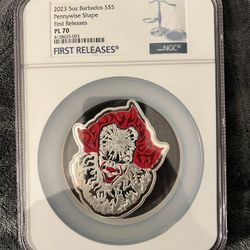 2023 5oz Barbados S$5
Pennywise Shape
First Releases
PL 70
FIRST RELEASES
NGC